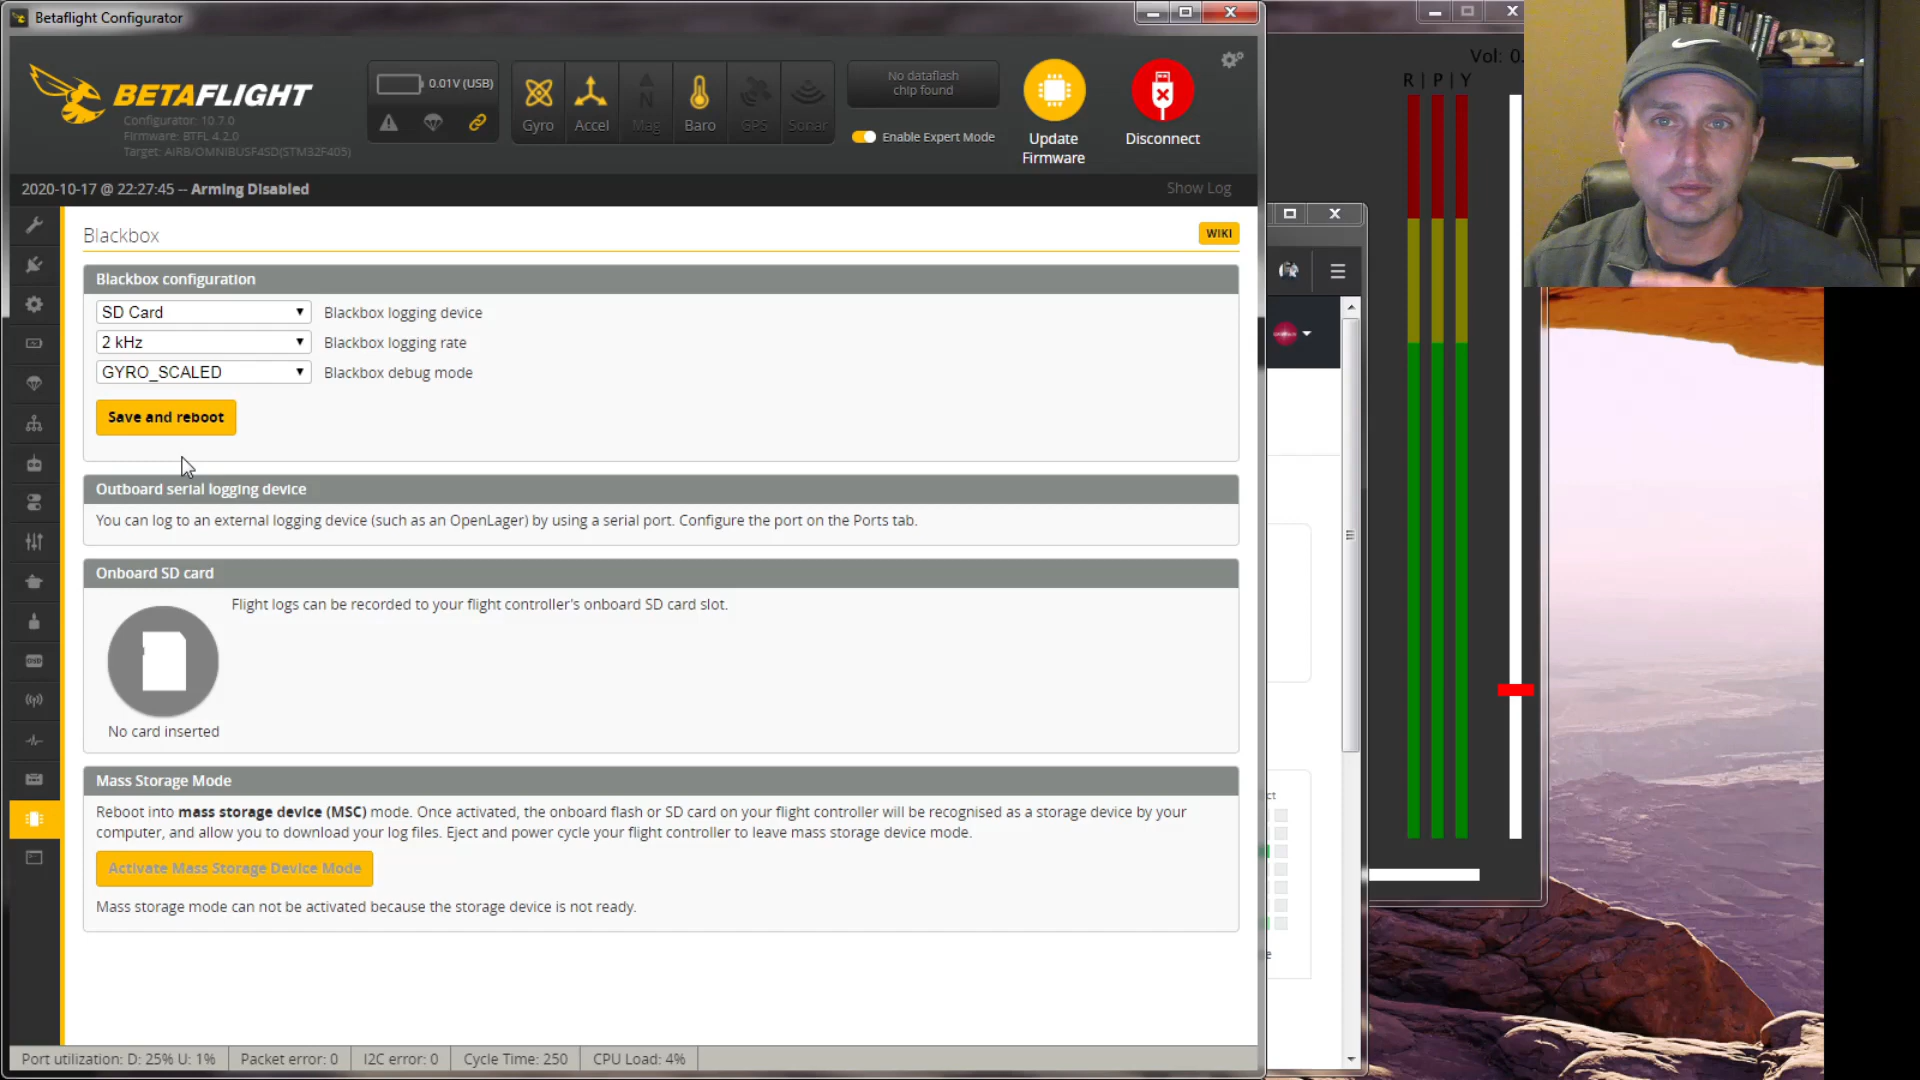 Betaflight Configurator
BETAFLIGHT
Configurator: 10.7.0
Firmware: BTFL 4.2.0
Target: AIRB/OMNIBUSF4SD(STM32F405)
0.01V (USB)
Gyro
Accel
Mag
Baro
GPS
Sonar
No dataflash
chip found
Enable Expert Mode
Update
Firmware
Disconnect
2020-10-17 @ 22:27:45 -- Arming Disabled
Show Log
Blackbox
WIKI
Blackbox configuration
SD Card
Blackbox logging device
2 kHz
Blackbox logging rate
GYRO_SCALED
Blackbox debug mode
Save and reboot
Outboard serial logging device
You can log to an external logging device (such as an OpenLager) by using a serial port. Configure the port on the Ports tab.
Onboard SD card
Flight logs can be recorded to your flight controller's onboard SD card slot.
No card inserted
Mass Storage Mode
Reboot into mass storage device (MSC) mode. Once activated, the onboard flash or SD card on your flight controller will be recognised as a storage device by your
computer, and allow you to download your log files. Eject and power cycle your flight controller to leave mass storage device mode.
Activate Mass Storage Device Mode
Mass storage mode can not be activated because the storage device is not ready.
Port utilization: D: 25% U: 1%
Packet error: 0
I2C error: 0
Cycle Time: 250
CPU Load: 4%
Vol: 0.
R | P | Y
ct
e
OSD